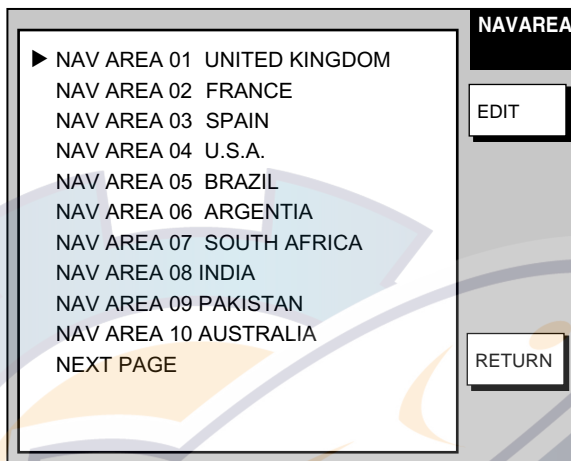 NAVAREA
▶ NAV AREA 01 UNITED KINGDOM
NAV AREA 02 FRANCE
NAV AREA 03 SPAIN
NAV AREA 04 U.S.A.
NAV AREA 05 BRAZIL
NAV AREA 06 ARGENTIA
NAV AREA 07 SOUTH AFRICA
NAV AREA 08 INDIA
NAV AREA 09 PAKISTAN
NAV AREA 10 AUSTRALIA
NEXT PAGE
EDIT
RETURN